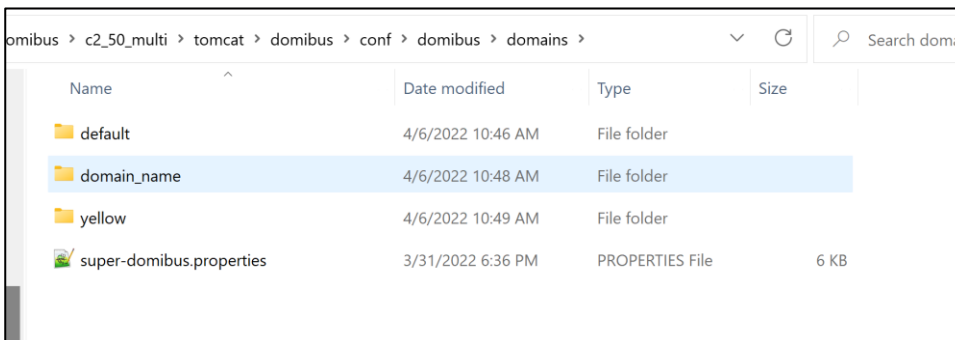 omibus > c2_50_multi > tomcat > domibus > conf > domibus > domains > Search doma
Name Date modified Type Size
default 4/6/2022 10:46 AM File folder
domain_name 4/6/2022 10:48 AM File folder
yellow 4/6/2022 10:49 AM File folder
super-domibus.properties 3/31/2022 6:36 PM PROPERTIES File 6 KB